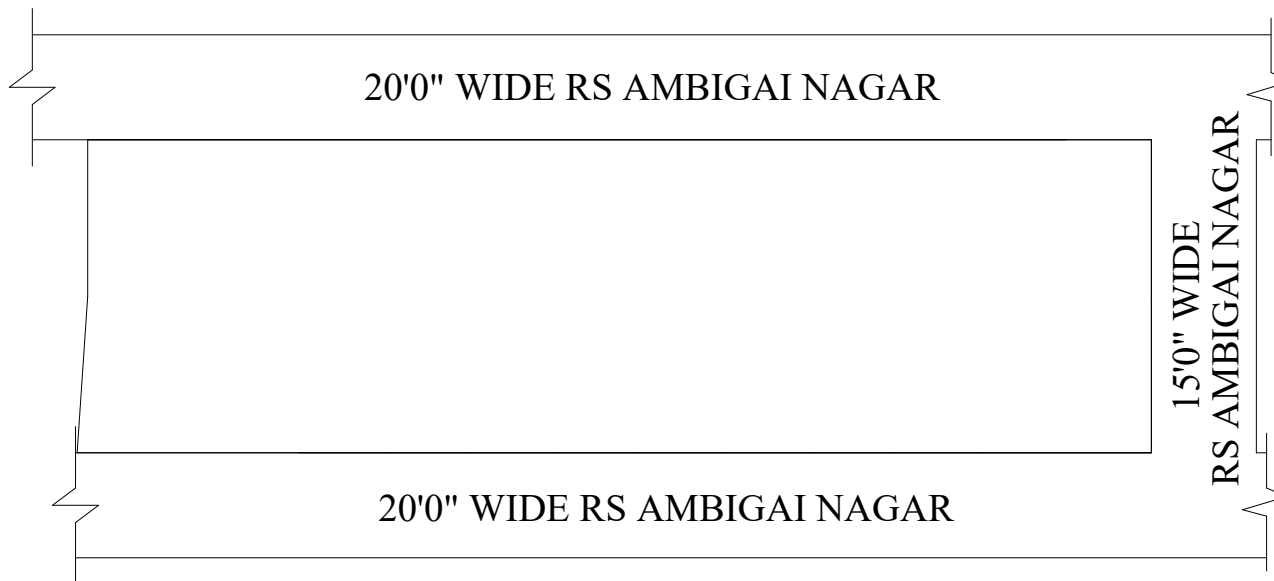 20'0" WIDE RS AMBIGAI NAGAR
15'0" WIDE
RS AMBIGAI NAGAR
20'0" WIDE RS AMBIGAI NAGAR